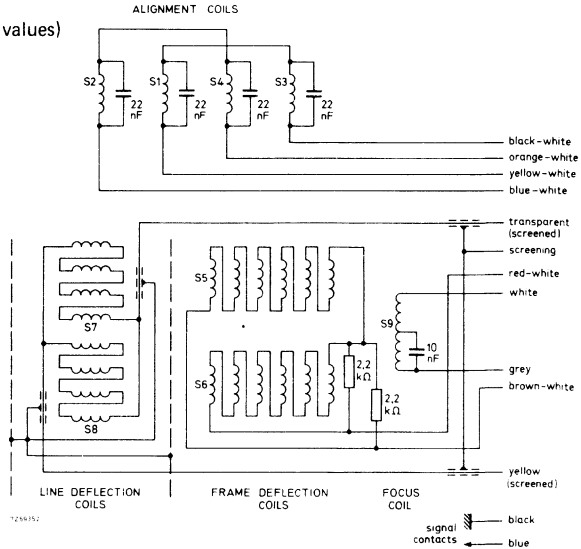 ALIGNMENT COILS
values)
S2
22
nF
S1
22
nF
S4
22
nF
S3
22
nF
black-white
orange-white
yellow-white
blue-white
transparent
(screened)
screening
red-white
white
S5
S7
S9
10
nF
S6
2,2
kΩ
2,2
kΩ
grey
brown-white
S8
yellow
(screened)
LINE DEFLECTION
COILS
FRAME DEFLECTION
COILS
FOCUS
COIL
signal
contacts
black
blue